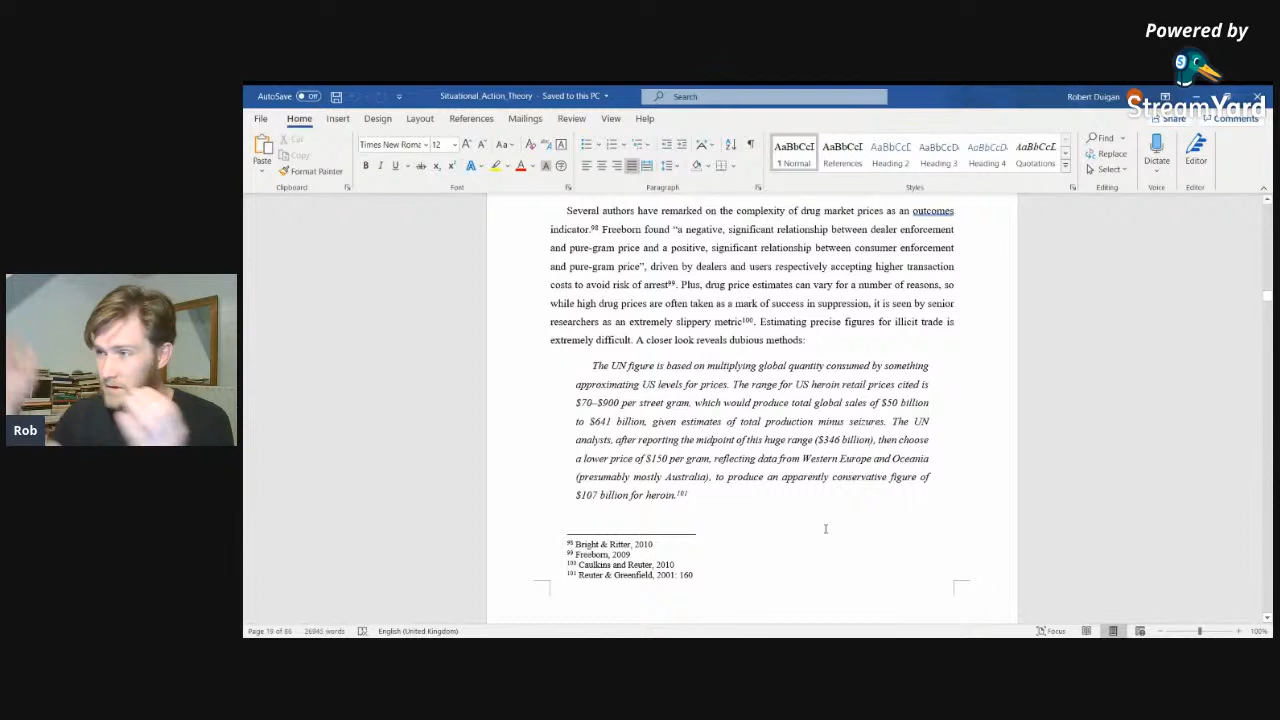 Powered by
StreamYard
AutoSave Off
Situational_Action_Theory - Saved to this PC
Search
Robert Duigan
File Home Insert Design Layout References Mailings Review View Help
Share Comments
Paste
Cut
Copy
Format Painter
Clipboard
Times New Roma 12
Font
Paragraph
AaBbCcI AaBbCcI AaBbCcI AaBbCcD AaBbCcD AaBbCcI
1 Normal References Heading 2 Heading 3 Heading 4 Quotations
Styles
Find
Replace
Select
Editing
Dictate
Voice
Editor
Editor
Several authors have remarked on the complexity of drug market prices as an outcomes
indicator.98 Freeborn found “a negative, significant relationship between dealer enforcement
and pure-gram price and a positive, significant relationship between consumer enforcement
and pure-gram price”, driven by dealers and users respectively accepting higher transaction
costs to avoid risk of arrest99. Plus, drug price estimates can vary for a number of reasons, so
while high drug prices are often taken as a mark of success in suppression, it is seen by senior
researchers as an extremely slippery metric100. Estimating precise figures for illicit trade is
extremely difficult. A closer look reveals dubious methods:
The UN figure is based on multiplying global quantity consumed by something
approximating US levels for prices. The range for US heroin retail prices cited is
$70–$900 per street gram, which would produce total global sales of $50 billion
to $641 billion, given estimates of total production minus seizures. The UN
analysts, after reporting the midpoint of this huge range ($346 billion), then choose
a lower price of $150 per gram, reflecting data from Western Europe and Oceania
(presumably mostly Australia), to produce an apparently conservative figure of
$107 billion for heroin.101
98 Bright & Ritter, 2010
99 Freeborn, 2009
100 Caulkins and Reuter, 2010
101 Reuter & Greenfield, 2001: 160
Rob
Page 19 of 86 26945 words English (United Kingdom)
Focus
100%